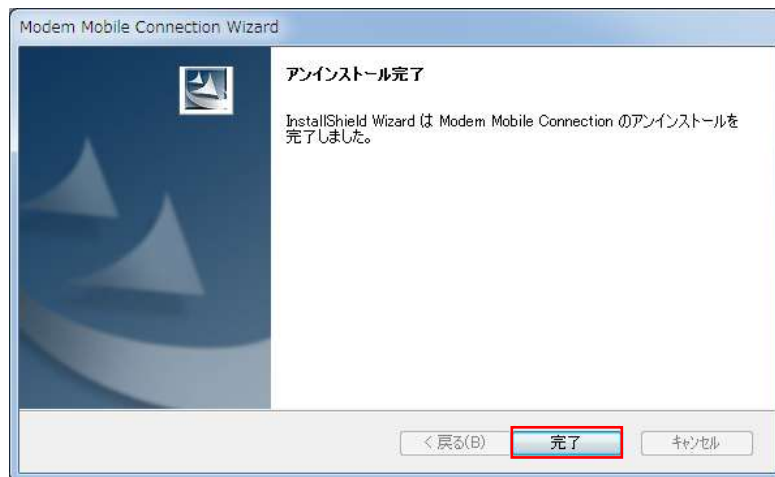 Modem Mobile Connection Wizard
アンインストール完了
InstallShield Wizard は Modem Mobile Connection のアンインストールを
完了しました。
< 戻る(B)
完了
キャンセル